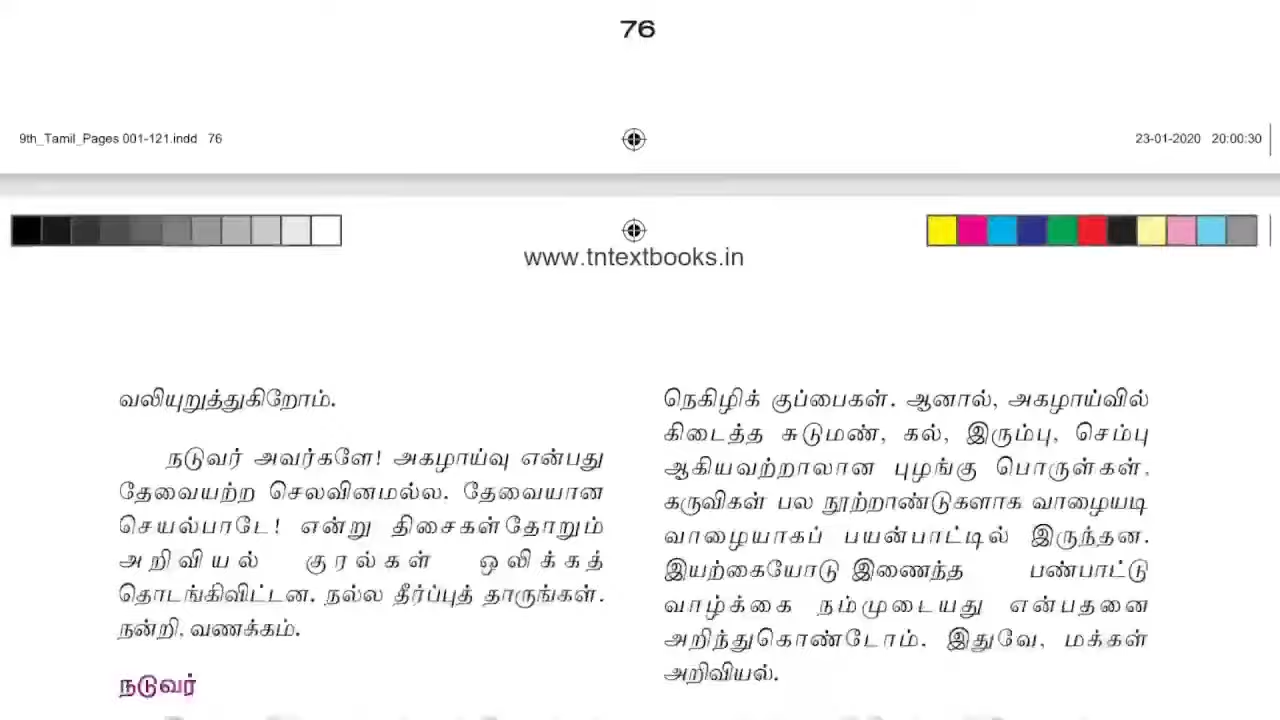 76
9th_Tamil_Pages 001-121.indd 76
23-01-2020 20:00:30
www.tntextbooks.in
வலியுறுத்துகிறோம்.
நடுவர் அவர்களே! அகழாய்வு என்பது
தேவையற்ற செலவினமல்ல. தேவையான
செயல்பாடே! என்று திசைகள்தோறும்
அறிவியல் குரல்கள் ஒலிக்கத்
தொடங்கிவிட்டன. நல்ல தீர்ப்புத் தாருங்கள்.
நன்றி, வணக்கம்.
நடுவர்
நெகிழிக் குப்பைகள். ஆனால், அகழாய்வில்
கிடைத்த சுடுமண், கல், இரும்பு, செம்பு
ஆகியவற்றாலான புழங்கு பொருள்கள்,
கருவிகள் பல நூற்றாண்டுகளாக வாழையடி
வாழையாகப் பயன்பாட்டில் இருந்தன.
இயற்கையோடு இணைந்த பண்பாட்டு
வாழ்க்கை நம்முடையது என்பதனை
அறிந்துகொண்டோம். இதுவே, மக்கள்
அறிவியல்.